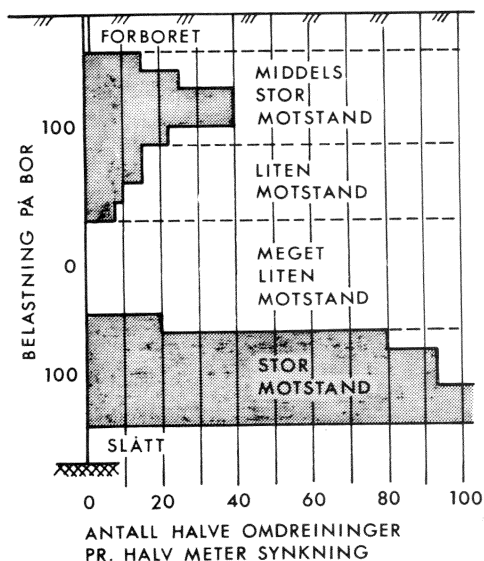 FORBORET
MIDDELS
STOR
MOTSTAND
100
LITEN
MOTSTAND
BELASTNING PÅ BOR
0
MEGET
LITEN
MOTSTAND
100
STOR
MOTSTAND
SLÅTT
0 20 40 60 80 100
ANTALL HALVE OMDREININGER
PR. HALV METER SYNKNING